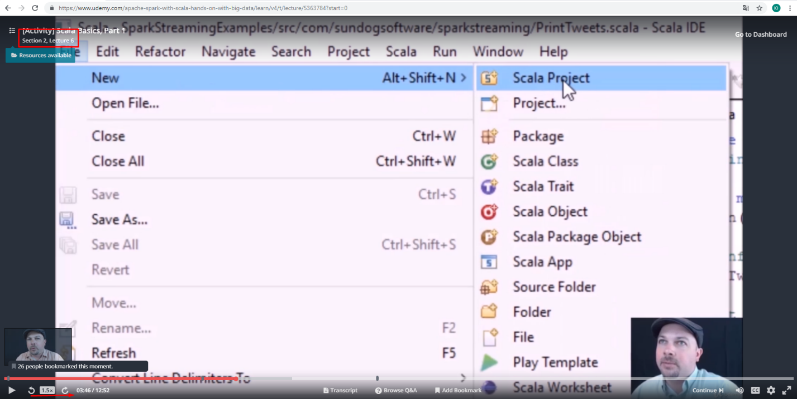 https://www.udemy.com/apache-spark-with-scala-hands-on-with-big-data/learn/v4/t/lecture/5363784?start=0
Scala - SparkStreamingExamples/src/com/sundogsoftware/sparkstreaming/PrintTweets.scala - Scala IDE
[Activity] Scala Basics, Part 1
Section 2, Lecture 6
Go to Dashboard
Resources available
Edit Refactor Navigate Search Project Scala Run Window Help
New Alt+Shift+N >
Open File...
Close Ctrl+W
Close All Ctrl+Shift+W
Save Ctrl+S
Save As...
Save All Ctrl+Shift+S
Revert
Move...
Rename... F2
Refresh F5
Convert Line Delimiters To >
Scala Project
Project...
Package
Scala Class
Scala Trait
Scala Object
Scala Package Object
Scala App
Source Folder
Folder
File
Play Template
Scala Worksheet
26 people bookmarked this moment.
1.5x 03:46 / 12:52 Transcript Browse Q&A Add Bookmark Continue